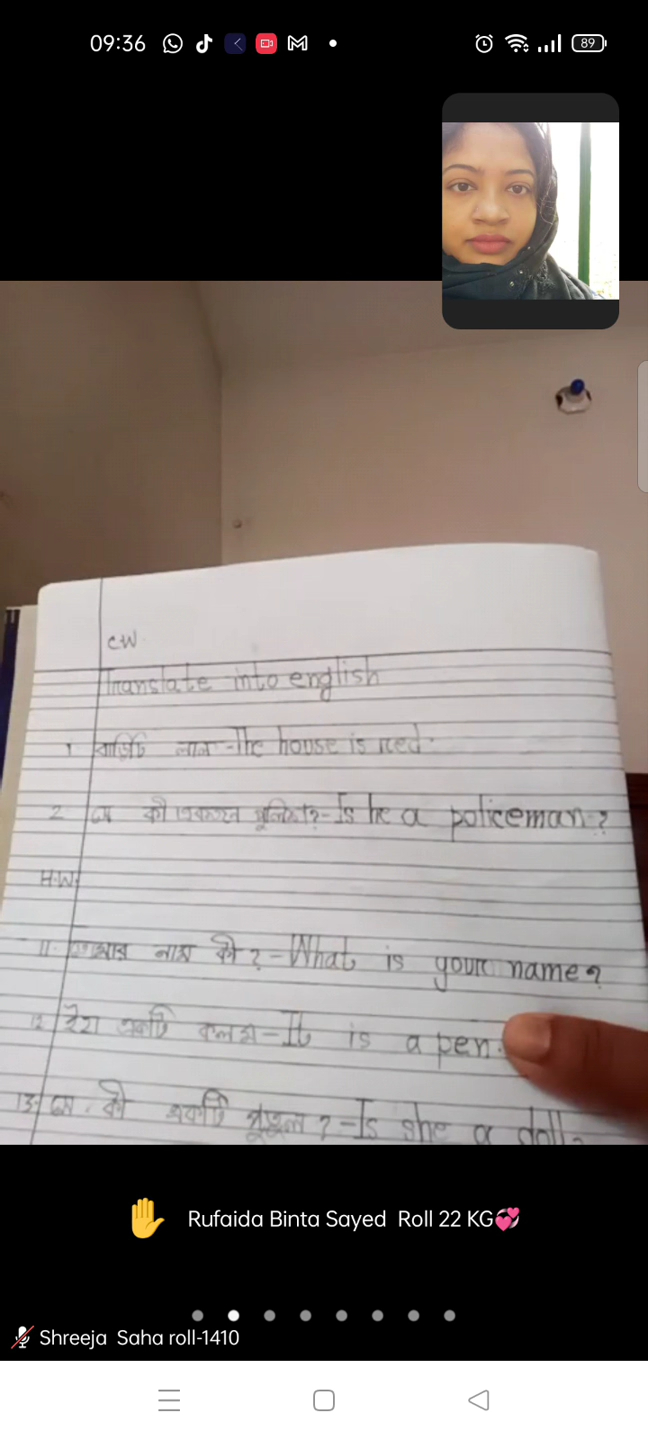 09:36
89
CW
Translate into english
1. বাড়িটি লাল -The house is red.
2. সে কী একজন পুলিশ?- Is he a policeman?
H.W.
11. তোমার নাম কী?- What is your name?
12. ইহা একটি কলম - It is a pen.
13. সে কী একটি পুতুল?- Is she a doll?
Rufaida Binta Sayed Roll 22 KG
Shreeja Saha roll-1410